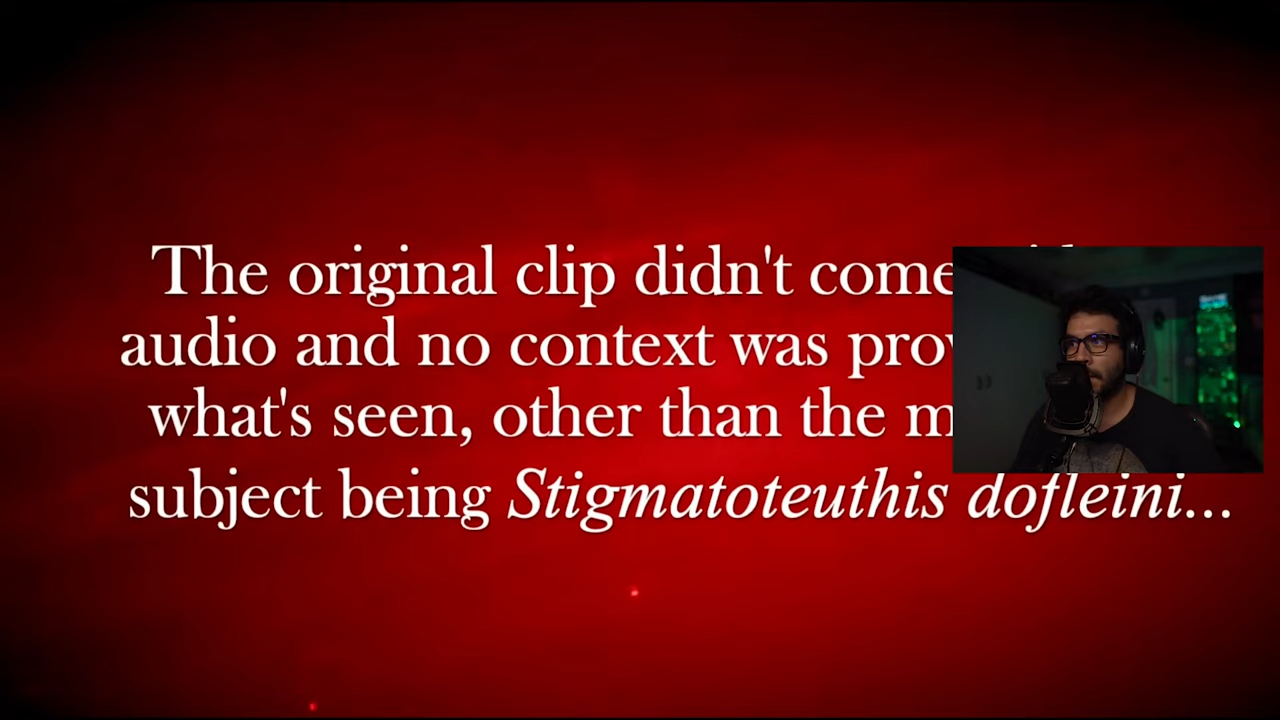 The original clip didn't come
audio and no context was
what's seen, other than the
subject being Stigmatoteuthis dofleini...